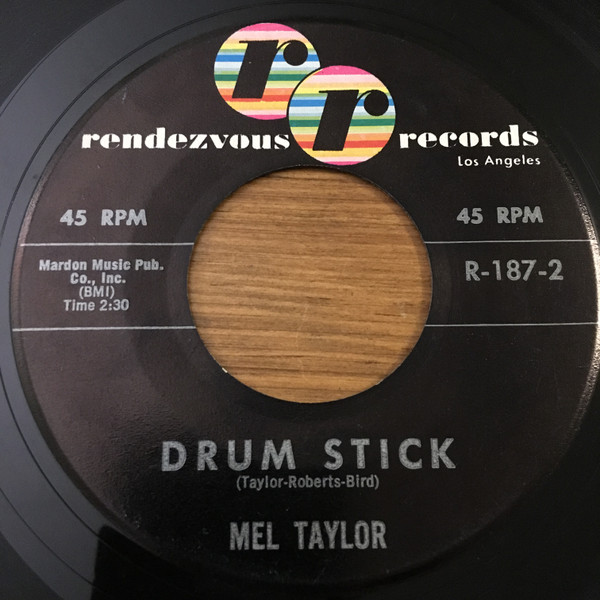 r r
rendezvous records
Los Angeles
45 RPM 45 RPM
Mardon Music Pub.
Co., Inc.
(BMI)
Time 2:30
R-187-2
DRUM STICK
(Taylor-Roberts-Bird)
MEL TAYLOR